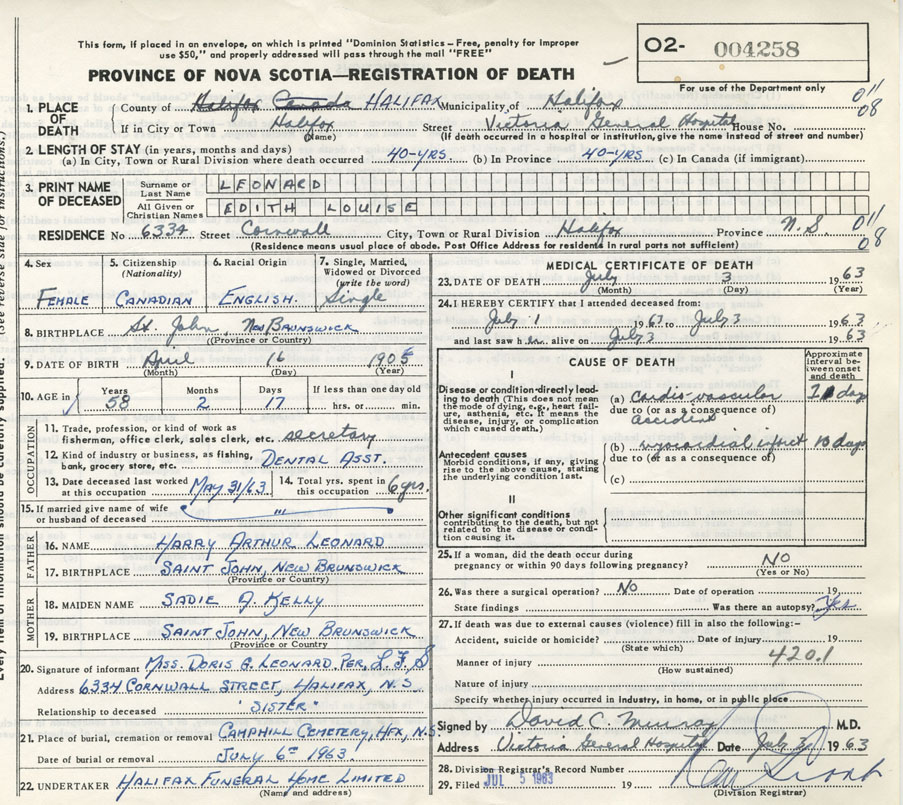 This form, if placed in an envelope, on which is printed "Dominion Statistics – Free, penalty for improper
use $50," and properly addressed will pass through the mail "FREE"
O2- 004258
For use of the Department only
PROVINCE OF NOVA SCOTIA—REGISTRATION OF DEATH
011
08
1. PLACE OF DEATH { County of Halifax Canada HALIFAX Municipality of Halifax
If in City or Town Halifax Street Victoria General Hospital House No.
(Name) (If death occurred in a hospital or institution, give the name instead of street and number)
2. LENGTH OF STAY (in years, months and days)
(a) In City, Town or Rural Division where death occurred 40-YRS (b) In Province 40-YRS (c) In Canada (if immigrant)
3. PRINT NAME OF DECEASED
Surname or Last Name LEONARD
All Given or Christian Names EDITH LOUISE
RESIDENCE No 6334 Street Cornwall City, Town or Rural Division Halifax Province N.S 011
08
(Residence means usual place of abode. Post Office Address for residents in rural parts not sufficient)
4. Sex FEMALE
5. Citizenship (Nationality) CANADIAN
6. Racial Origin ENGLISH.
7. Single, Married, Widowed or Divorced (write the word) Single
8. BIRTHPLACE St. John, New Brunswick
(Province or Country)
9. DATE OF BIRTH April 16 1905
(Month) (Day) (Year)
10. AGE in Years 58 Months 2 Days 17 If less than one day old hrs. or min.
OCCUPATION
11. Trade, profession, or kind of work as
fisherman, office clerk, sales clerk, etc. secretary
12. Kind of industry or business, as fishing,
bank, grocery store, etc. DENTAL ASST.
13. Date deceased last worked at this occupation MAY 31/63
14. Total yrs. spent in this occupation 6 yrs.
15. If married give name of wife
or husband of deceased "
FATHER
16. NAME HARRY ARTHUR LEONARD
17. BIRTHPLACE SAINT JOHN, NEW BRUNSWICK
(Province or Country)
MOTHER
18. MAIDEN NAME SADIE J. KELLY
19. BIRTHPLACE SAINT JOHN, NEW BRUNSWICK
(Province or Country)
20. Signature of informant MISS. DORIS G. LEONARD PER, L.F.S
Address 6334 CORNWALL STREET, HALIFAX, N.S.
Relationship to deceased "SISTER"
21. Place of burial, cremation or removal CAMPHILL CEMETERY, HFX, N.S.
Date of burial or removal JULY 6TH 1963.
22. UNDERTAKER HALIFAX FUNERAL HOME LIMITED
(Name and address)
MEDICAL CERTIFICATE OF DEATH
23. DATE OF DEATH July 3 1963
(Month) (Day) (Year)
24. I HEREBY CERTIFY that I attended deceased from:
July 1 1963 to July 3 1963
and last saw her alive on July 3 1963
CAUSE OF DEATH
Approximate interval between onset and death
I
Disease or condition directly leading to death (This does not mean the mode of dying, e.g., heart failure, asthenia, etc. It means the disease, injury, or complication which caused death.)
(a) Cardio-vascular
due to (or as a consequence of)
accident
1 day
Antecedent causes
Morbid conditions, if any, giving rise to the above cause, stating the underlying condition last.
(b) myocardial infarct 10 days
due to (or as a consequence of)
(c)
II
Other significant conditions
contributing to the death, but not related to the disease or condition causing it.
25. If a woman, did the death occur during
pregnancy or within 90 days following pregnancy? NO
(Yes or No)
26. Was there a surgical operation? No Date of operation 19
State findings Was there an autopsy? Yes
27. If death was due to external causes (violence) fill in also the following:–
Accident, suicide or homicide? Date of injury 19
(State which)
Manner of injury 420.1
(How sustained)
Nature of injury
Specify whether injury occurred in industry, in home, or in public place
Signed by David C. Murray M.D.
Address Victoria General Hospital Date July 3, 1963
28. Division Registrar's Record Number
29. Filed JUL 5 1963 19
(Division Registrar)